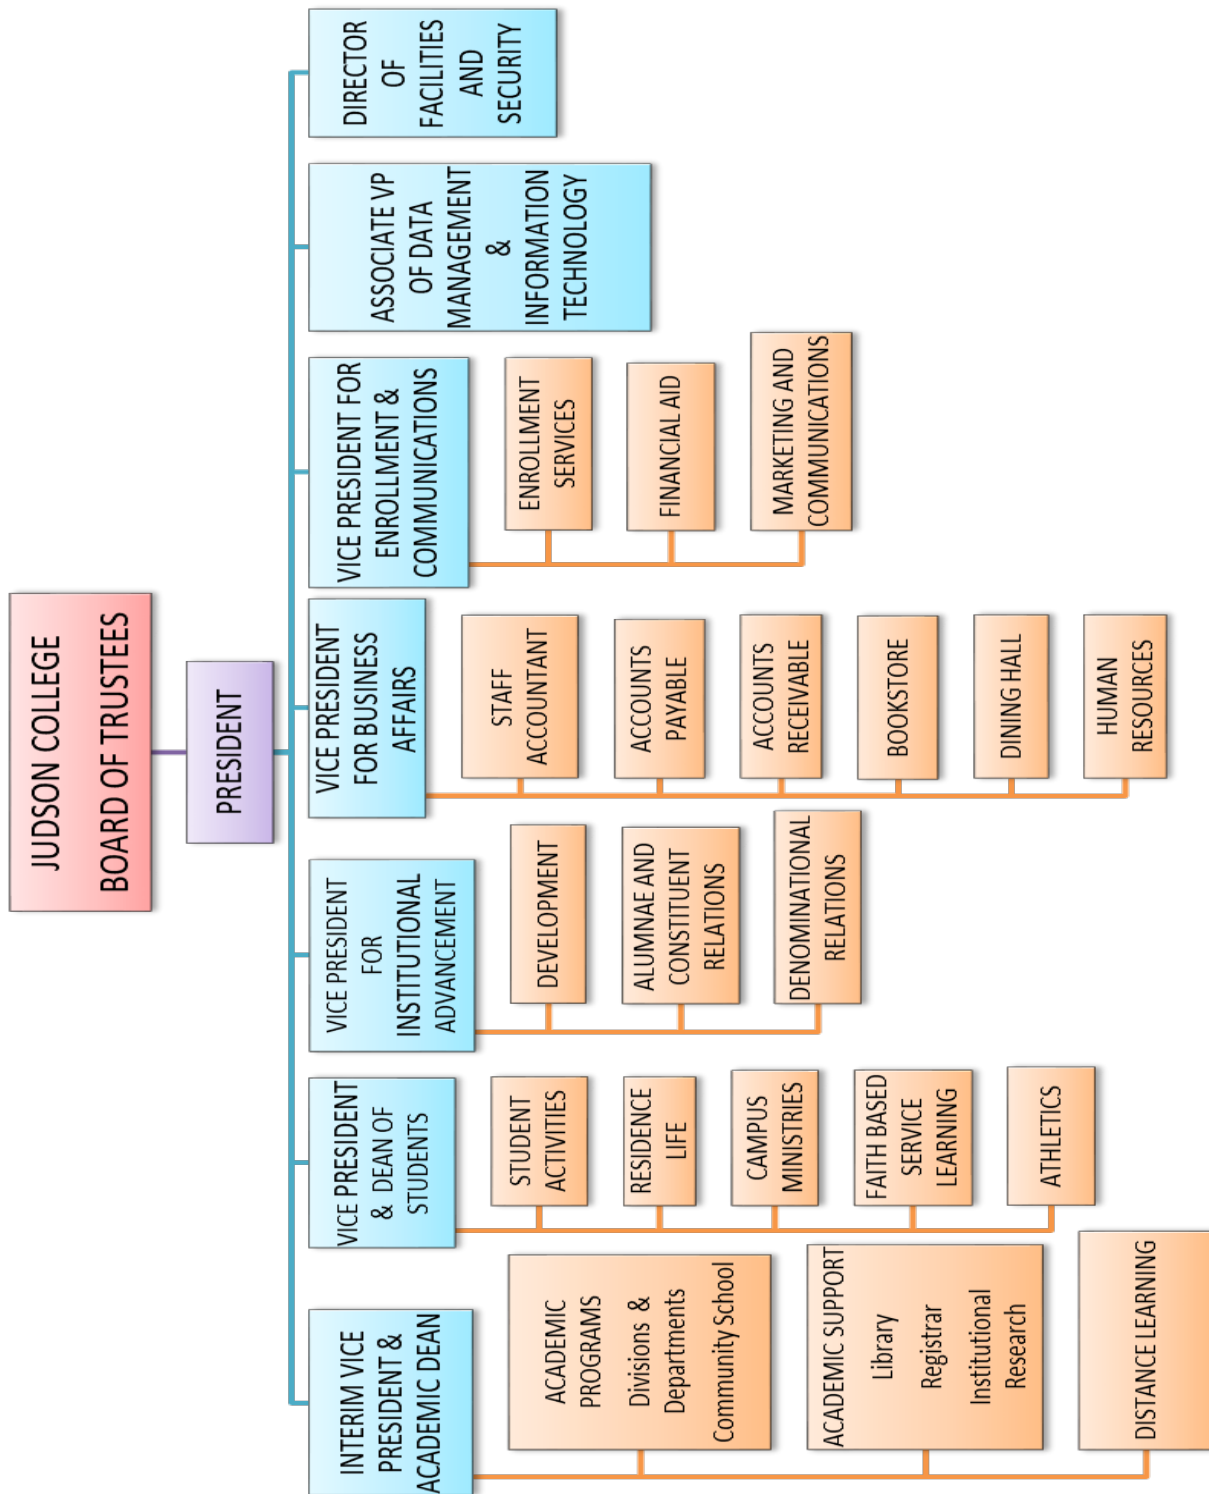 JUDSON COLLEGE
BOARD OF TRUSTEES
PRESIDENT
INTERIM VICE
PRESIDENT &
ACADEMIC DEAN
ACADEMIC
PROGRAMS
Divisions &
Departments
Community School
ACADEMIC SUPPORT
Library
Registrar
Institutional
Research
DISTANCE LEARNING
VICE PRESIDENT
& DEAN OF
STUDENTS
STUDENT
ACTIVITIES
RESIDENCE
LIFE
CAMPUS
MINISTRIES
FAITH BASED
SERVICE
LEARNING
ATHLETICS
VICE PRESIDENT
FOR
INSTITUTIONAL
ADVANCEMENT
DEVELOPMENT
ALUMNAE AND
CONSTITUENT
RELATIONS
DENOMINATIONAL
RELATIONS
VICE PRESIDENT
FOR BUSINESS
AFFAIRS
STAFF
ACCOUNTANT
ACCOUNTS
PAYABLE
ACCOUNTS
RECEIVABLE
BOOKSTORE
DINING HALL
HUMAN
RESOURCES
VICE PRESIDENT FOR
ENROLLMENT &
COMMUNICATIONS
ENROLLMENT
SERVICES
FINANCIAL AID
MARKETING AND
COMMUNICATIONS
ASSOCIATE VP
OF DATA
MANAGEMENT
&
INFORMATION
TECHNOLOGY
DIRECTOR
OF
FACILITIES
AND
SECURITY